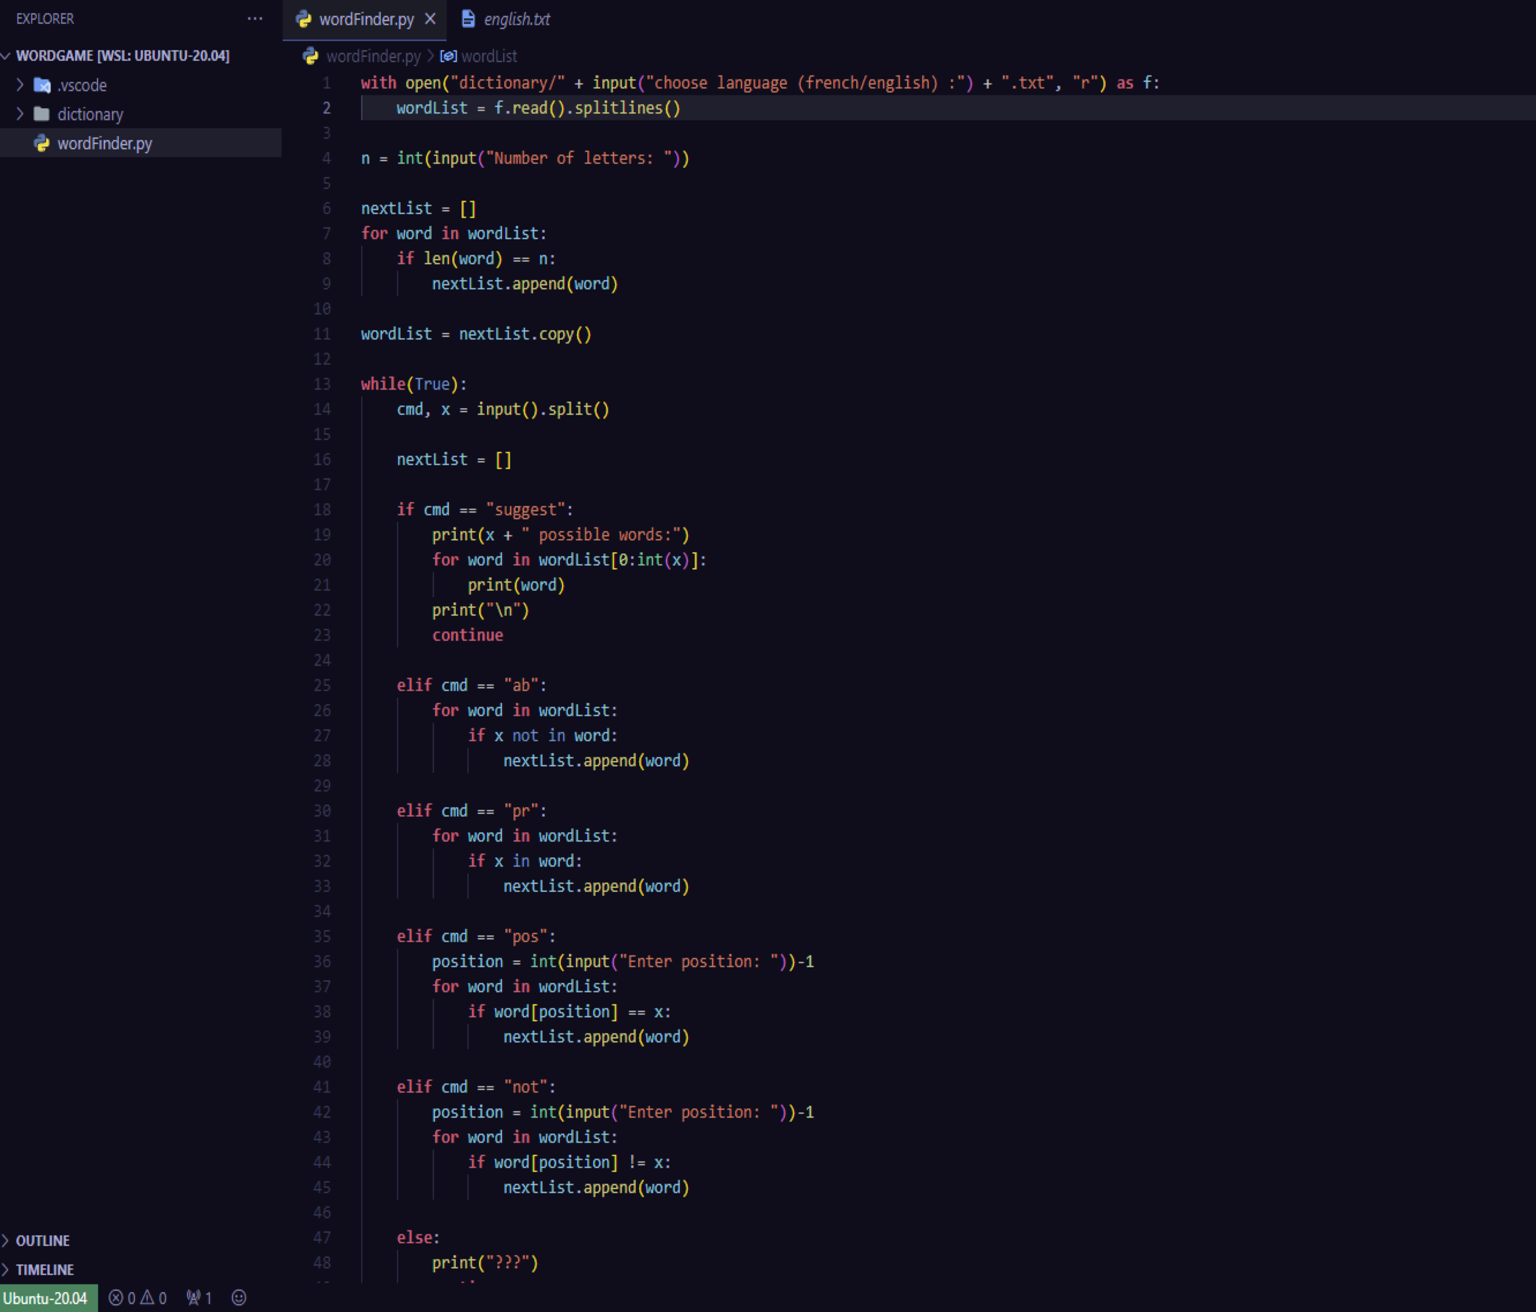 EXPLORER ···
WORDGAME [WSL: UBUNTU-20.04]
.vscode
dictionary
wordFinder.py
OUTLINE
TIMELINE
wordFinder.py
english.txt
wordFinder.py > wordList
1 with open("dictionary/" + input("choose language (french/english) :") + ".txt", "r") as f:
2     wordList = f.read().splitlines()
3
4 n = int(input("Number of letters: "))
5
6 nextList = []
7 for word in wordList:
8     if len(word) == n:
9         nextList.append(word)
10
11 wordList = nextList.copy()
12
13 while(True):
14     cmd, x = input().split()
15
16     nextList = []
17
18     if cmd == "suggest":
19         print(x + " possible words:")
20         for word in wordList[0:int(x)]:
21             print(word)
22         print("\n")
23         continue
24
25     elif cmd == "ab":
26         for word in wordList:
27             if x not in word:
28                 nextList.append(word)
29
30     elif cmd == "pr":
31         for word in wordList:
32             if x in word:
33                 nextList.append(word)
34
35     elif cmd == "pos":
36         position = int(input("Enter position: "))-1
37         for word in wordList:
38             if word[position] == x:
39                 nextList.append(word)
40
41     elif cmd == "not":
42         position = int(input("Enter position: "))-1
43         for word in wordList:
44             if word[position] != x:
45                 nextList.append(word)
46
47     else:
48         print("???")
Ubuntu-20.04 0 0 1